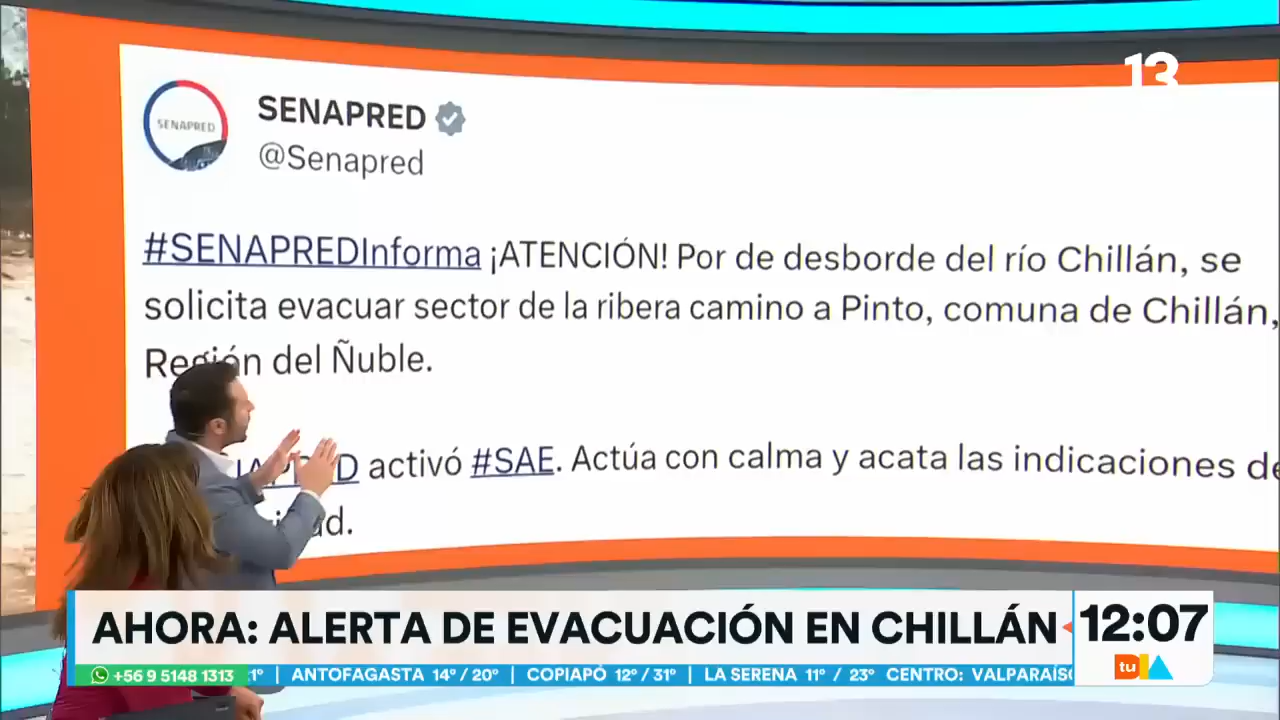 13
SENAPRED
SENAPRED
@Senapred
#SENAPREDInforma ¡ATENCIÓN! Por de desborde del río Chillán, se
solicita evacuar sector de la ribera camino a Pinto, comuna de Chillán,
Región del Ñuble.
activó #SAE. Actúa con calma y acata las indicaciones de
AHORA: ALERTA DE EVACUACIÓN EN CHILLÁN
12:07
+56 9 5148 1313 1° | ANTOFAGASTA 14° / 20° | COPIAPÓ 12° / 31° | LA SERENA 11° / 23° CENTRO: VALPARAÍSO
tu DIA